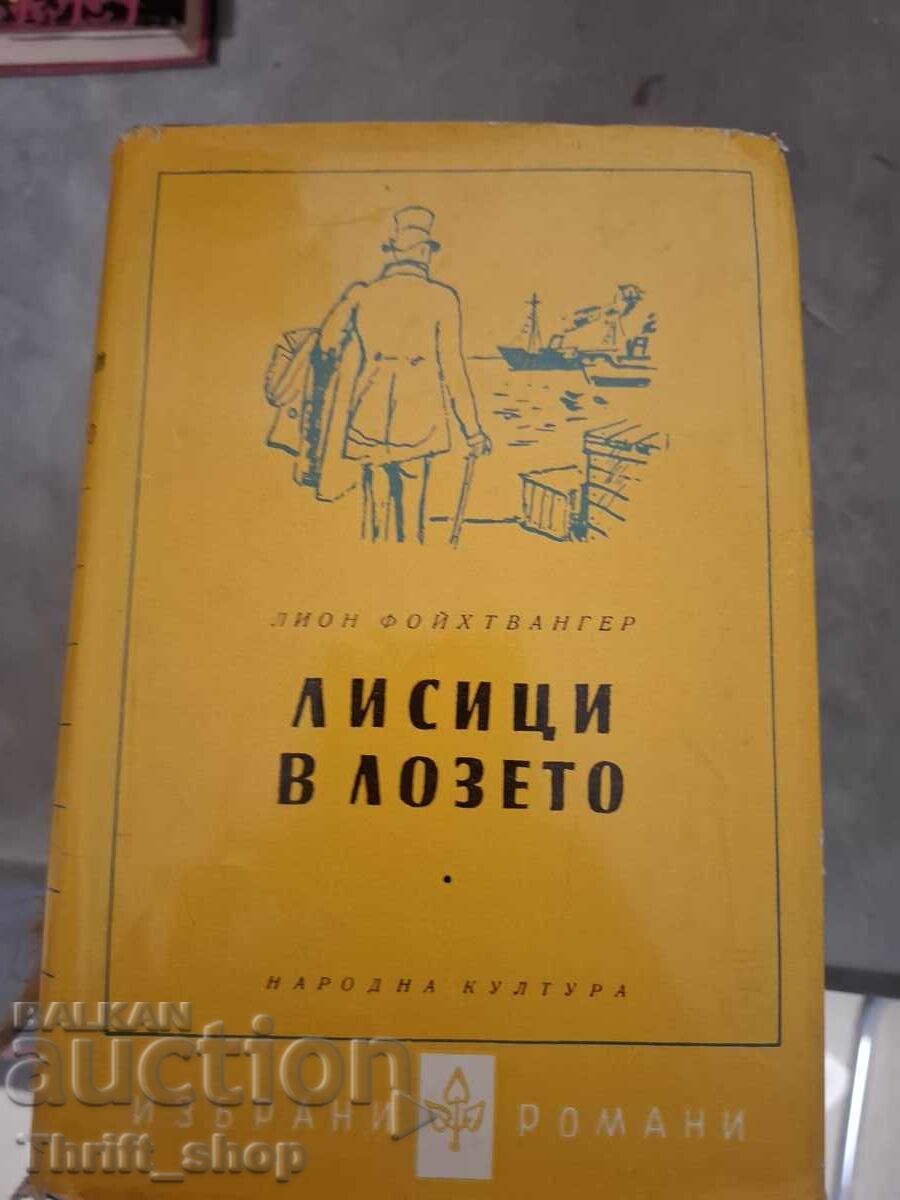 ЛИОН ФОЙХТВАНГЕР
ЛИСИЦИ
В ЛОЗЕТО
НАРОДНА КУЛТУРА
ИЗБРАНИ РОМАНИ
BALKAN
auction
Thrift_shop